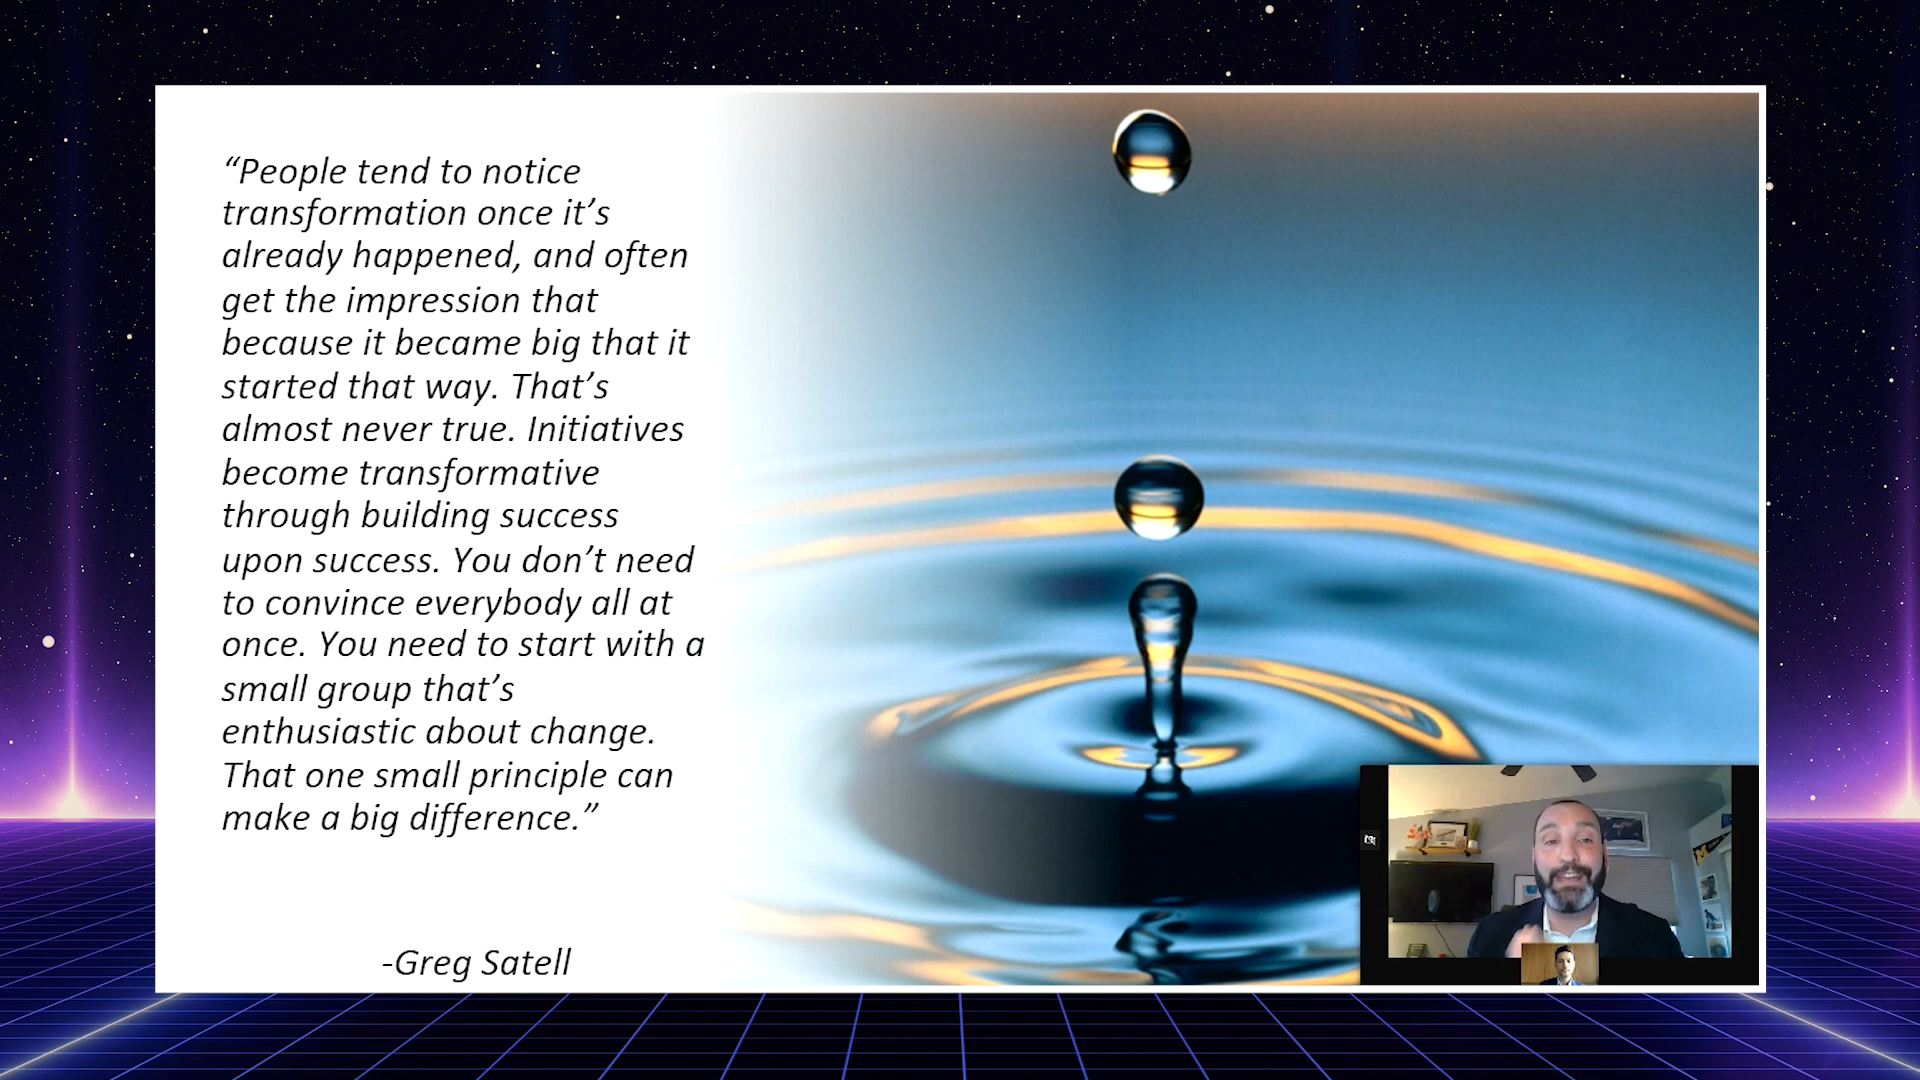 “People tend to notice
transformation once it’s
already happened, and often
get the impression that
because it became big that it
started that way. That’s
almost never true. Initiatives
become transformative
through building success
upon success. You don’t need
to convince everybody all at
once. You need to start with a
small group that’s
enthusiastic about change.
That one small principle can
make a big difference.”
-Greg Satell